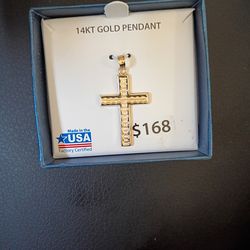 14KT GOLD PENDANT
Made in the
USA
Factory Certified
$168